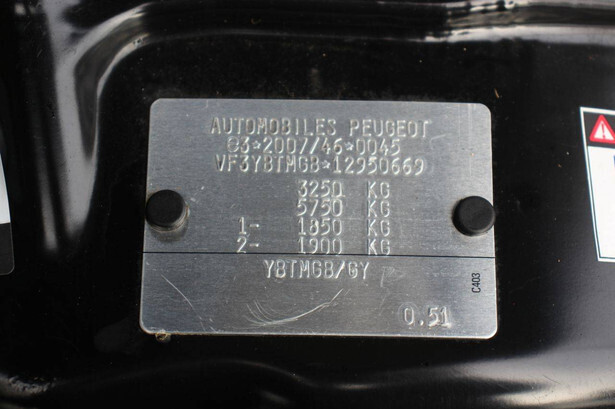 AUTOMOBILES PEUGEOT
e3*2007/46*0045
VF3YBTMGB*12950669
3250 KG
5750 KG
1- 1850 KG
2- 1900 KG
YBTMGB/GY
C403
0.51